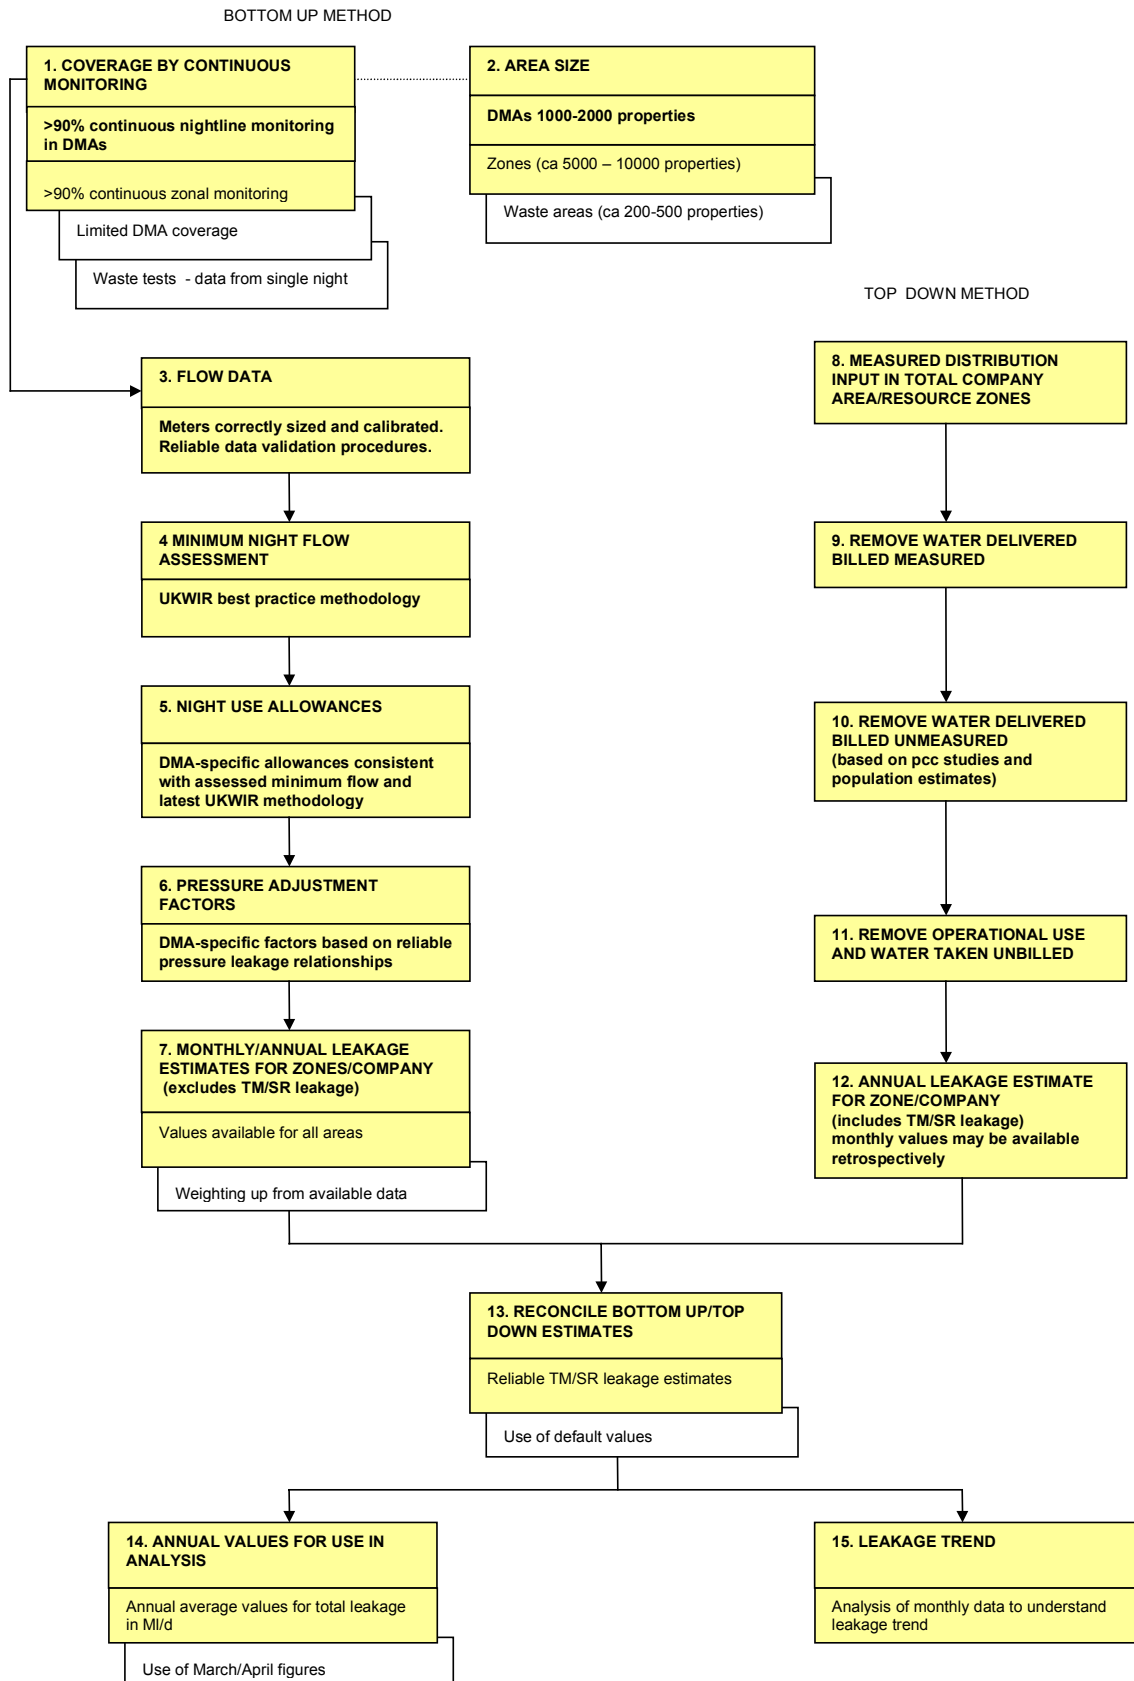 BOTTOM UP METHOD
1. COVERAGE BY CONTINUOUS
MONITORING
>90% continuous nightline monitoring
in DMAs
>90% continuous zonal monitoring
Limited DMA coverage
Waste tests  - data from single night
2. AREA SIZE
DMAs 1000-2000 properties
Zones (ca 5000 – 10000 properties)
Waste areas (ca 200-500 properties)
3. FLOW DATA
Meters correctly sized and calibrated.
Reliable data validation procedures.
4 MINIMUM NIGHT FLOW
ASSESSMENT
UKWIR best practice methodology
5. NIGHT USE ALLOWANCES
DMA-specific allowances consistent
with assessed minimum flow and
latest UKWIR methodology
6. PRESSURE ADJUSTMENT
FACTORS
DMA-specific factors based on reliable
pressure leakage relationships
7. MONTHLY/ANNUAL LEAKAGE
ESTIMATES FOR ZONES/COMPANY
(excludes TM/SR leakage)
Values available for all areas
Weighting up from available data
TOP  DOWN METHOD
8. MEASURED DISTRIBUTION
INPUT IN TOTAL COMPANY
AREA/RESOURCE ZONES
9. REMOVE WATER DELIVERED
BILLED MEASURED
10. REMOVE WATER DELIVERED
BILLED UNMEASURED
(based on pcc studies and
population estimates)
11. REMOVE OPERATIONAL USE
AND WATER TAKEN UNBILLED
12. ANNUAL LEAKAGE ESTIMATE
FOR ZONE/COMPANY
(includes TM/SR leakage)
monthly values may be available
retrospectively
13. RECONCILE BOTTOM UP/TOP
DOWN ESTIMATES
Reliable TM/SR leakage estimates
Use of default values
14. ANNUAL VALUES FOR USE IN
ANALYSIS
Annual average values for total leakage
in Ml/d
Use of March/April figures
15. LEAKAGE TREND
Analysis of monthly data to understand
leakage trend